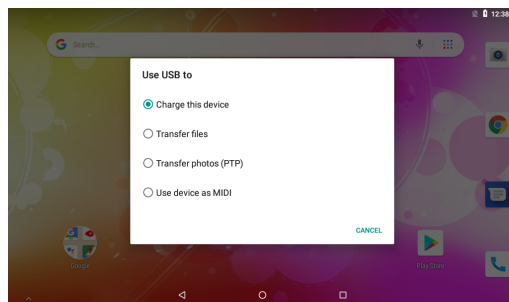 12:38
Search...
Use USB to
Charge this device
Transfer files
Transfer photos (PTP)
Use device as MIDI
CANCEL
Google
Play Store